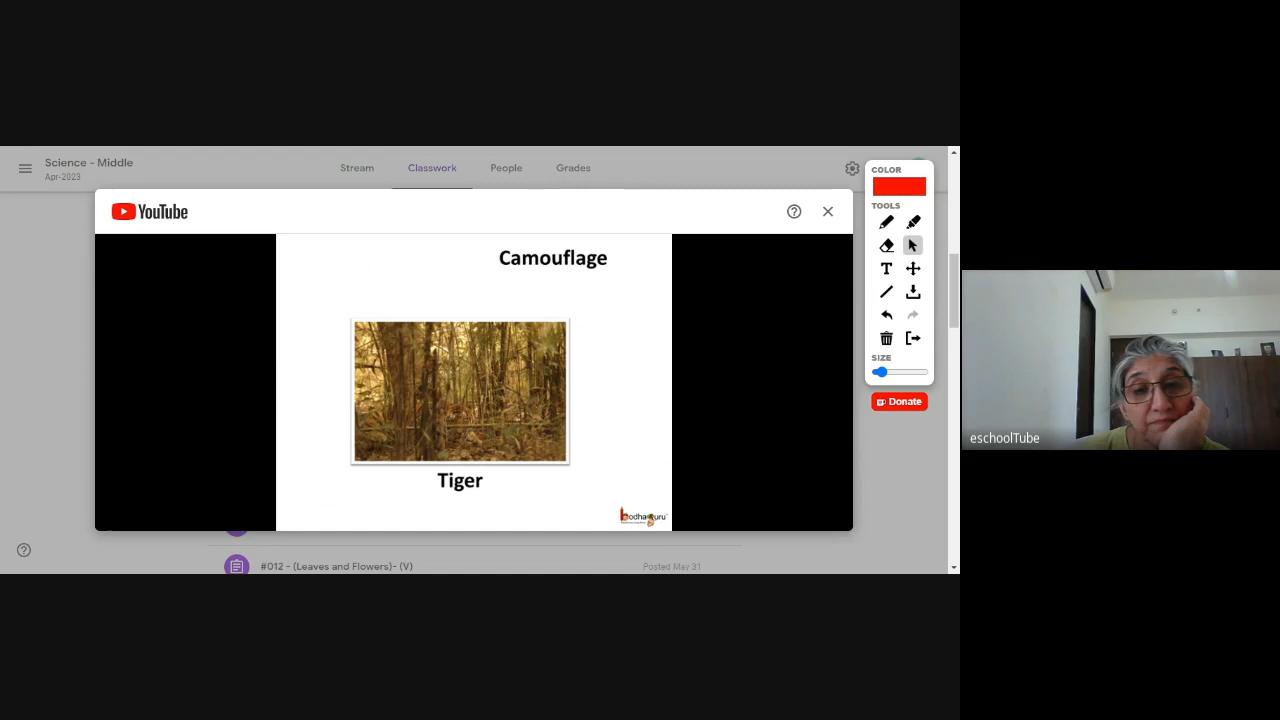 Science - Middle
Apr-2023
Stream
Classwork
People
Grades
YouTube
Camouflage
Tiger
COLOR
TOOLS
T
SIZE
Donate
#012 - (Leaves and Flowers)- (V)
Posted May 31
eschoolTube